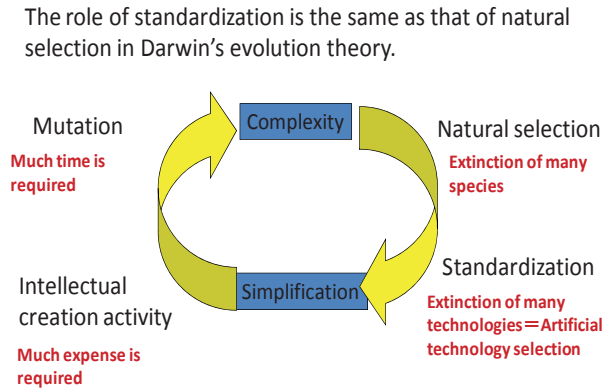 The role of standardization is the same as that of natural
selection in Darwin's evolution theory.
Mutation
Much time is
required
Complexity
Natural selection
Extinction of many
species
Intellectual
creation activity
Much expense is
required
Simplification
Standardization
Extinction of many
technologies＝Artificial
technology selection